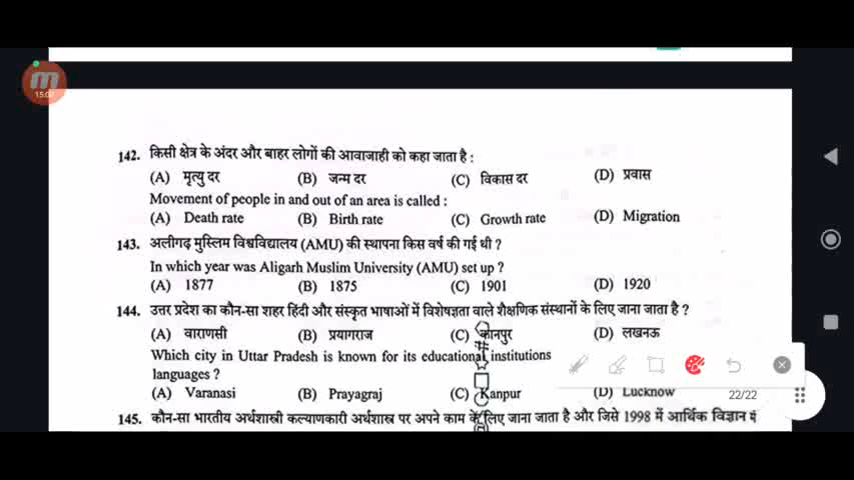 15:07
142. किसी क्षेत्र के अंदर और बाहर लोगों की आवाजाही को कहा जाता है :
(A) मृत्यु दर (B) जन्म दर (C) विकास दर (D) प्रवास
Movement of people in and out of an area is called :
(A) Death rate (B) Birth rate (C) Growth rate (D) Migration
143. अलीगढ़ मुस्लिम विश्वविद्यालय (AMU) की स्थापना किस वर्ष की गई थी ?
In which year was Aligarh Muslim University (AMU) set up ?
(A) 1877 (B) 1875 (C) 1901 (D) 1920
144. उत्तर प्रदेश का कौन-सा शहर हिंदी और संस्कृत भाषाओं में विशेषज्ञता वाले शैक्षणिक संस्थानों के लिए जाना जाता है ?
(A) वाराणसी (B) प्रयागराज (C) कानपुर (D) लखनऊ
Which city in Uttar Pradesh is known for its educational institutions
languages ?
(A) Varanasi (B) Prayagraj (C) Kanpur (D) Lucknow
22/22
145. कौन-सा भारतीय अर्थशास्त्री कल्याणकारी अर्थशास्त्र पर अपने काम के लिए जाना जाता है और जिसे 1998 में आर्थिक विज्ञान में